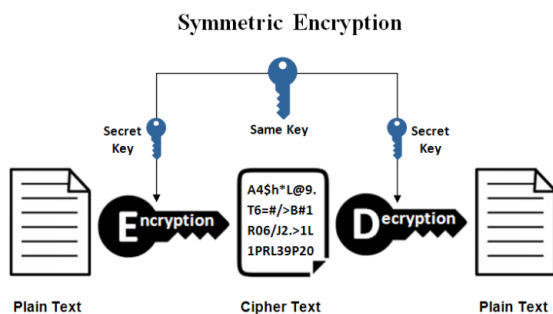 Symmetric Encryption
Secret
Key
Same Key
Secret
Key
Encryption
A4$h*L@9.
T6=#/>B#1
R06/J2.>1L
1PRL39P20
Decryption
Plain Text
Cipher Text
Plain Text